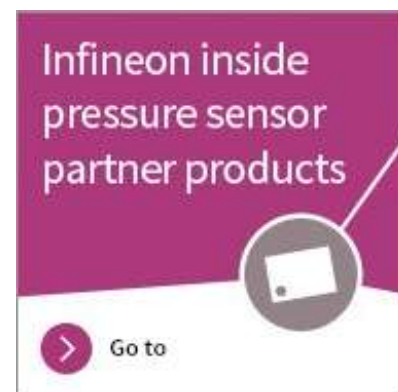 Infineon inside
pressure sensor
partner products
Go to